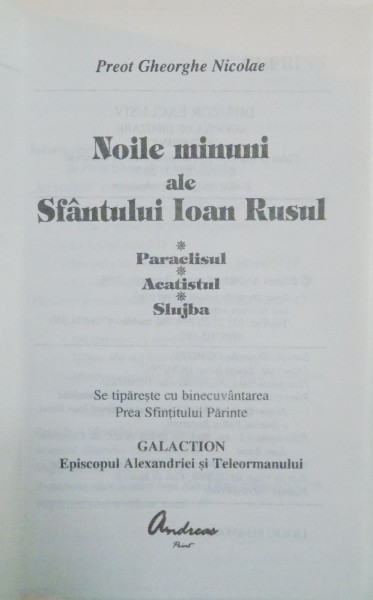 Preot Gheorghe Nicolae
Noile minuni
ale
Sfântului Ioan Rusul
*
Paraclisul
*
Acatistul
*
Slujba
Se tipărește cu binecuvântarea
Prea Sfințitului Părinte
GALACTION
Episcopul Alexandriei și Teleormanului
Andreas
Print